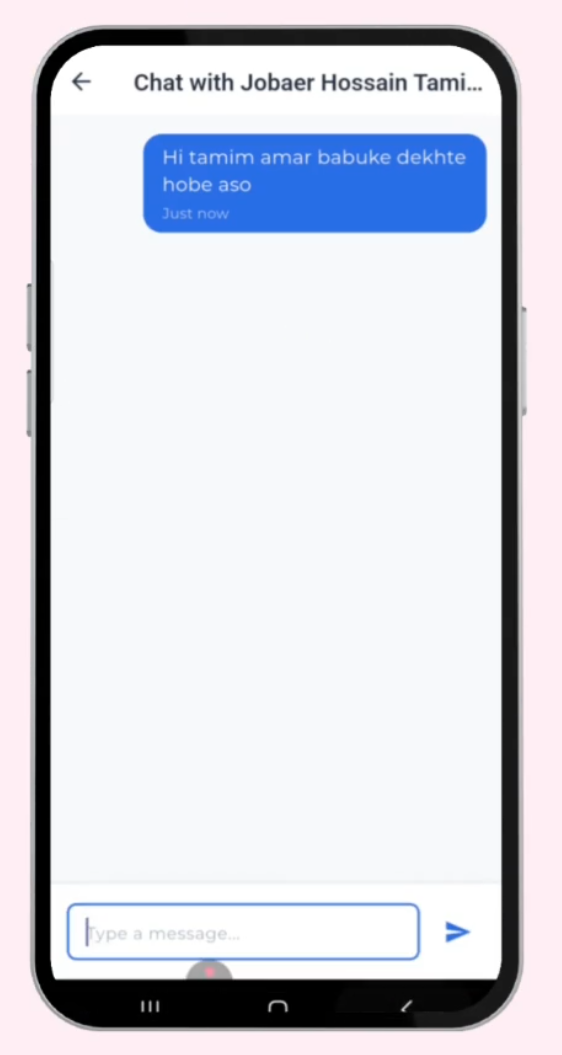 Chat with Jobaer Hossain Tami...
Hi tamim amar babuke dekhte
hobe aso
Just now
Type a message...